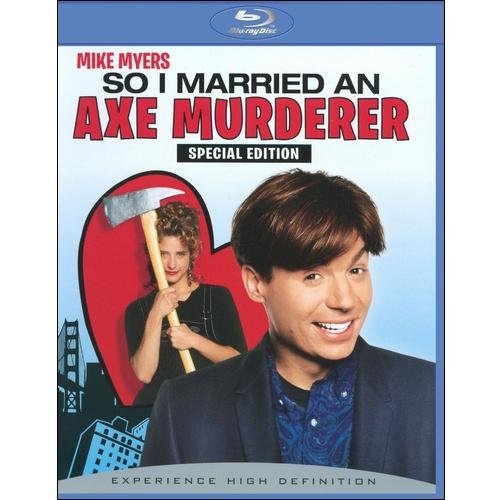 Blu-ray Disc
MIKE MYERS
SO I MARRIED AN
AXE MURDERER
SPECIAL EDITION
EXPERIENCE HIGH DEFINITION